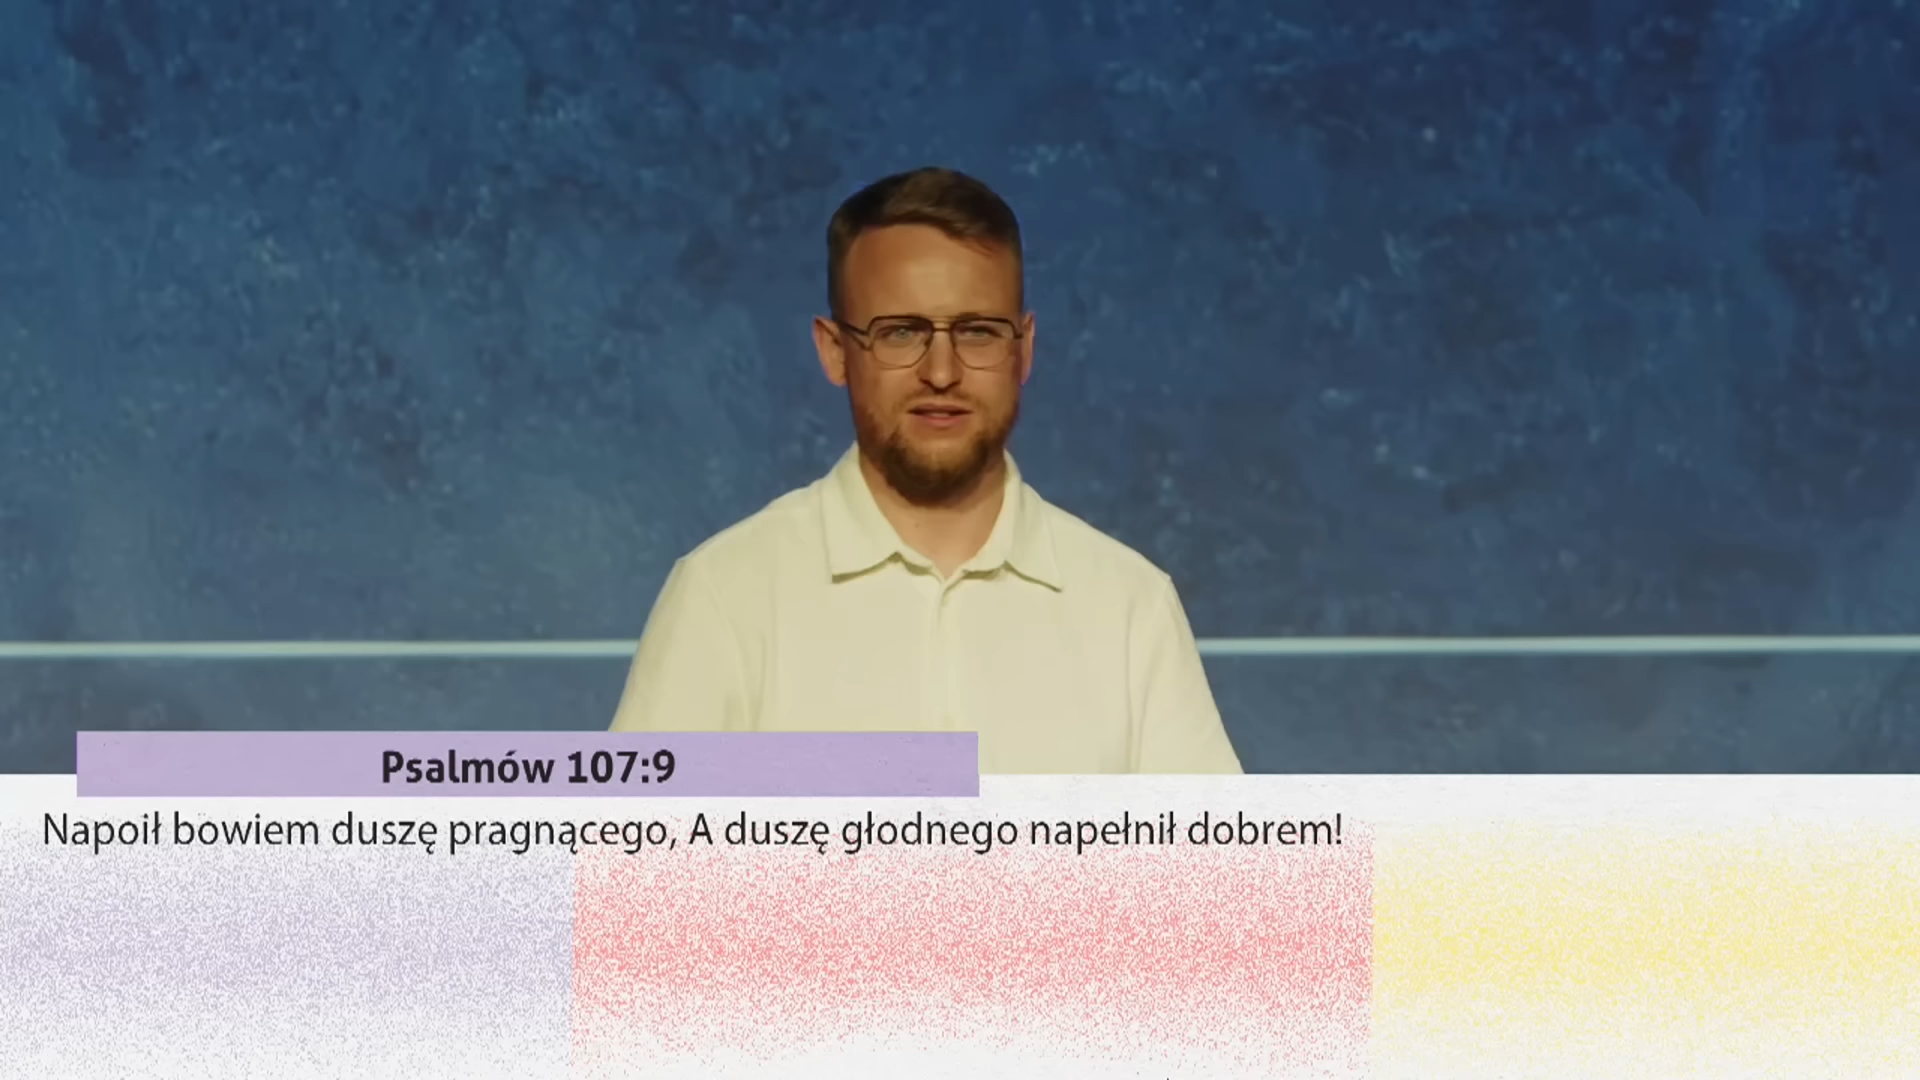 Psalmów 107:9
Napoił bowiem duszę pragnącego, A duszę głodnego napełnił dobrem!